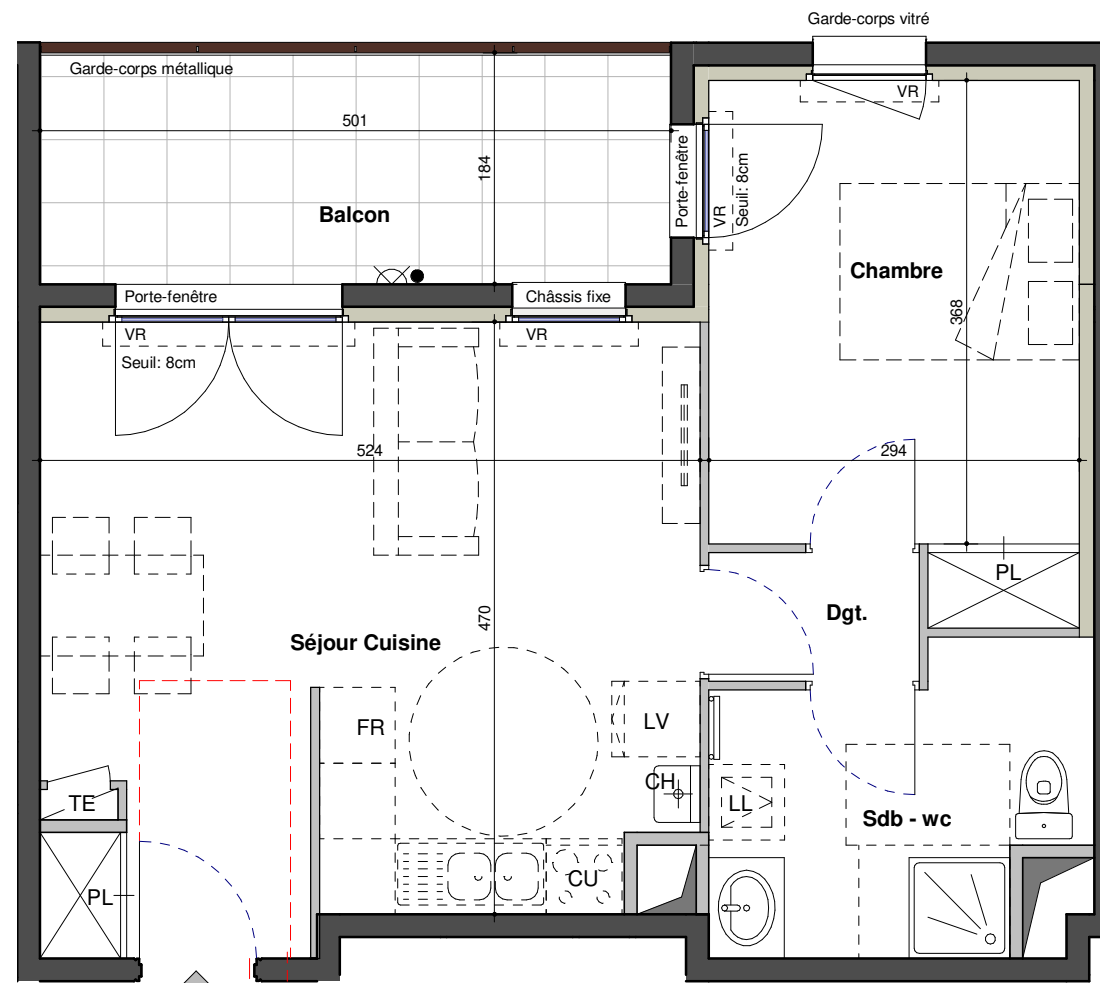 Garde-corps vitré
Garde-corps métallique
VR
501
184
Porte-fenêtre
VR
Seuil: 8cm
Balcon
Chambre
Porte-fenêtre
Châssis fixe
368
VR
VR
Seuil: 8cm
524
294
PL
Dgt.
470
Séjour Cuisine
FR
LV
CH
TE
LL
Sdb - wc
PL
CU